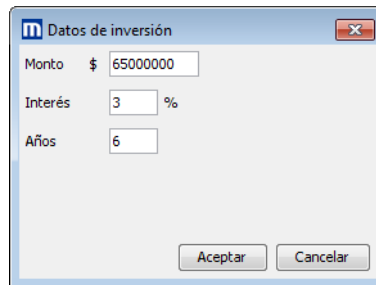 Datos de inversión
Monto $ 65000000
Interés 3 %
Años 6
Aceptar Cancelar